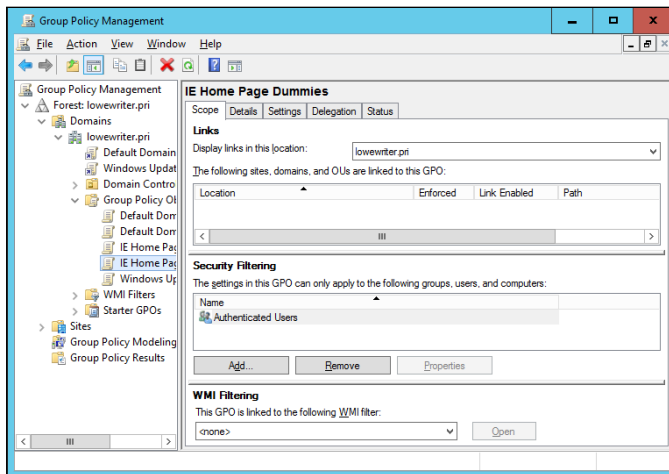 Group Policy Management
File Action View Window Help
Group Policy Management
Forest: lowewriter.pri
Domains
lowewriter.pri
Default Domain
Windows Updat
Domain Contro
Group Policy Ob
Default Dom
Default Dom
IE Home Pag
IE Home Pag
Windows Up
WMI Filters
Starter GPOs
Sites
Group Policy Modeling
Group Policy Results
IE Home Page Dummies
Scope Details Settings Delegation Status
Links
Display links in this location: lowewriter.pri
The following sites, domains, and OUs are linked to this GPO:
Location Enforced Link Enabled Path
Security Filtering
The settings in this GPO can only apply to the following groups, users, and computers:
Name
Authenticated Users
Add... Remove Properties
WMI Filtering
This GPO is linked to the following WMI filter:
<none> Open